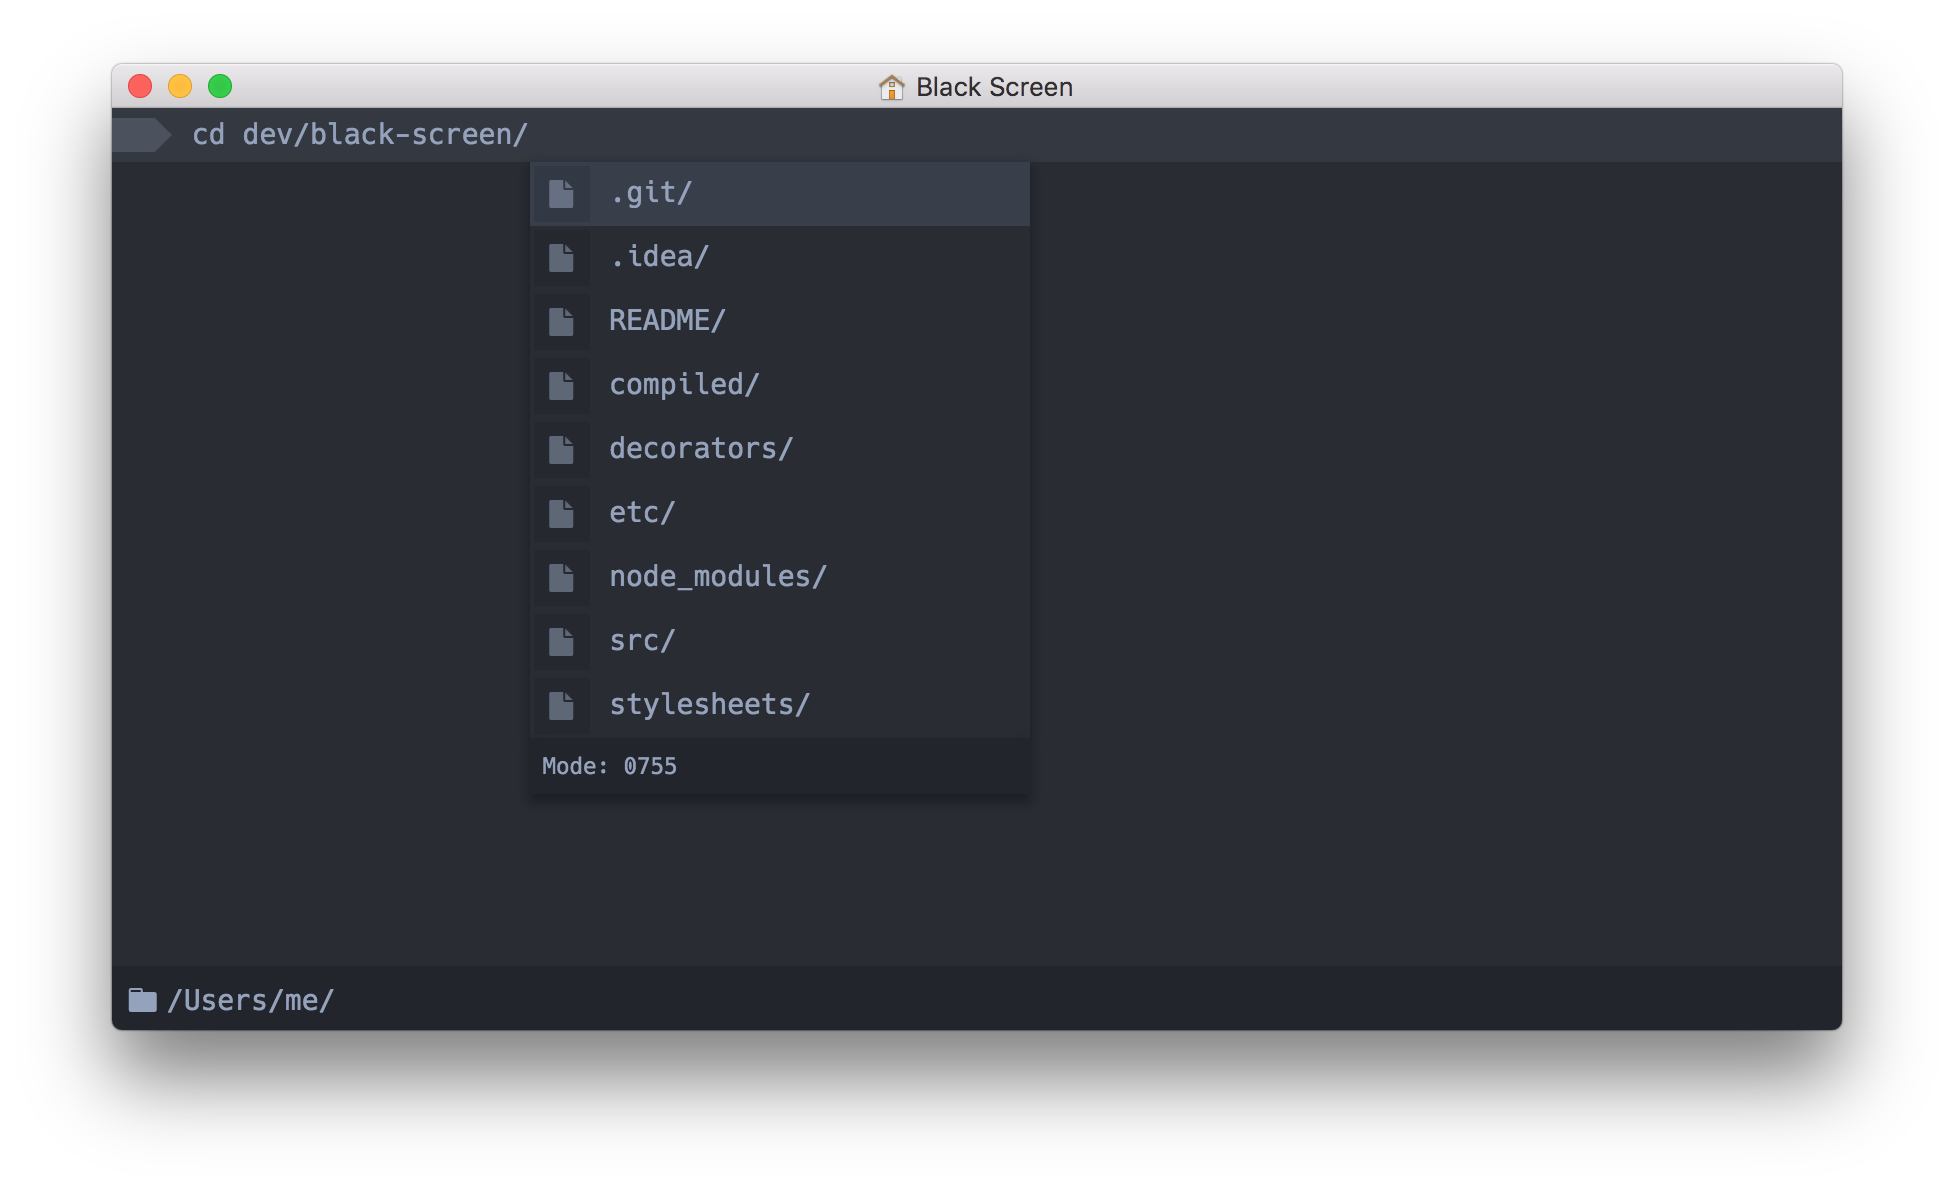 Black Screen
cd dev/black-screen/
.git/
.idea/
README/
compiled/
decorators/
etc/
node_modules/
src/
stylesheets/
Mode: 0755
/Users/me/